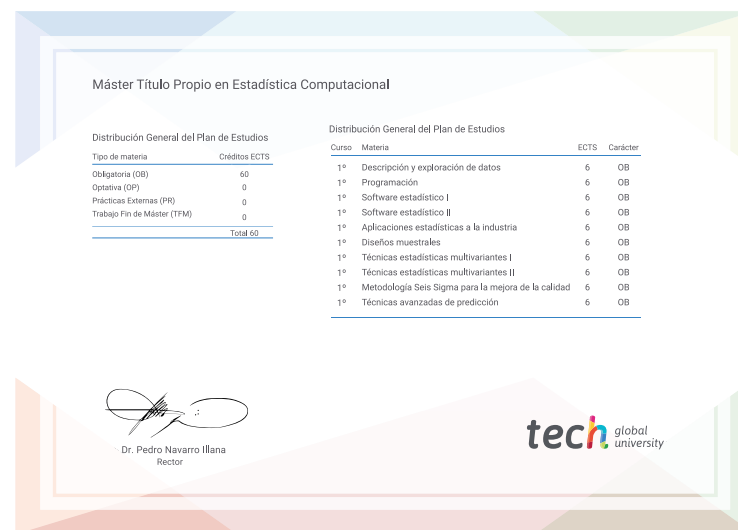 Máster Título Propio en Estadística Computacional
Distribución General del Plan de Estudios
Tipo de materia Créditos ECTS
Obligatoria (OB) 60
Optativa (OP) 0
Prácticas Externas (PR) 0
Trabajo Fin de Máster (TFM) 0
Total 60
Distribución General del Plan de Estudios
Curso Materia ECTS Carácter
1º Descripción y exploración de datos 6 OB
1º Programación 6 OB
1º Software estadístico I 6 OB
1º Software estadístico II 6 OB
1º Aplicaciones estadísticas a la industria 6 OB
1º Diseños muestrales 6 OB
1º Técnicas estadísticas multivariantes I 6 OB
1º Técnicas estadísticas multivariantes II 6 OB
1º Metodología Seis Sigma para la mejora de la calidad 6 OB
1º Técnicas avanzadas de predicción 6 OB
Dr. Pedro Navarro Illana
Rector
tech global
university